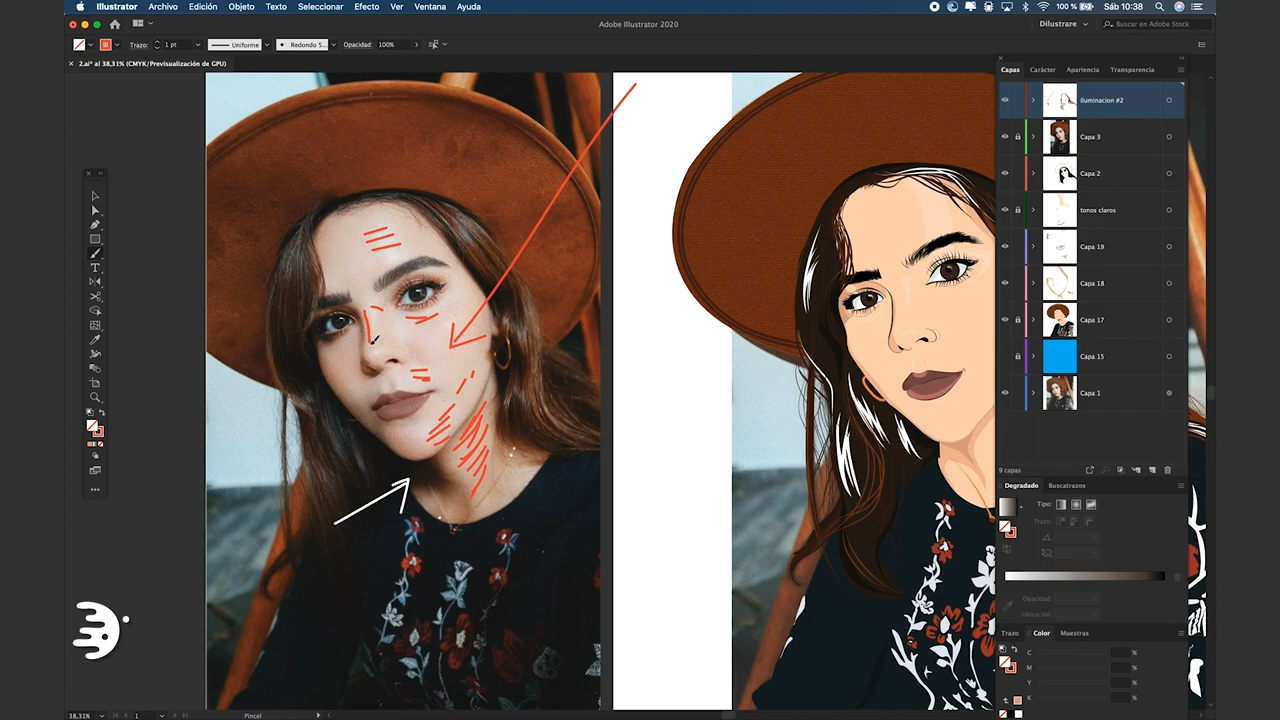 Illustrator Archivo Edición Objeto Texto Seleccionar Efecto Ver Ventana Ayuda 100 % Sáb 10:38
Adobe Illustrator 2020 Dilustrare Buscar en Adobe Stock
Trazo: 1 pt Uniforme Redondo 5... Opacidad: 100%
× 2.ai* al 38,31% (CMYK/Previsualización de GPU)
Capas Carácter Apariencia Transparencia
iluminacion #2
Capa 3
Capa 2
tonos claros
Capa 19
Capa 18
Capa 17
Capa 15
Capa 1
9 capas
Degradado Buscatrazos
Tipo:
Trazo:
Opacidad:
Ubicación:
Trazo Color Muestras
C %
M %
Y %
K %
38,31% 1 Pincel